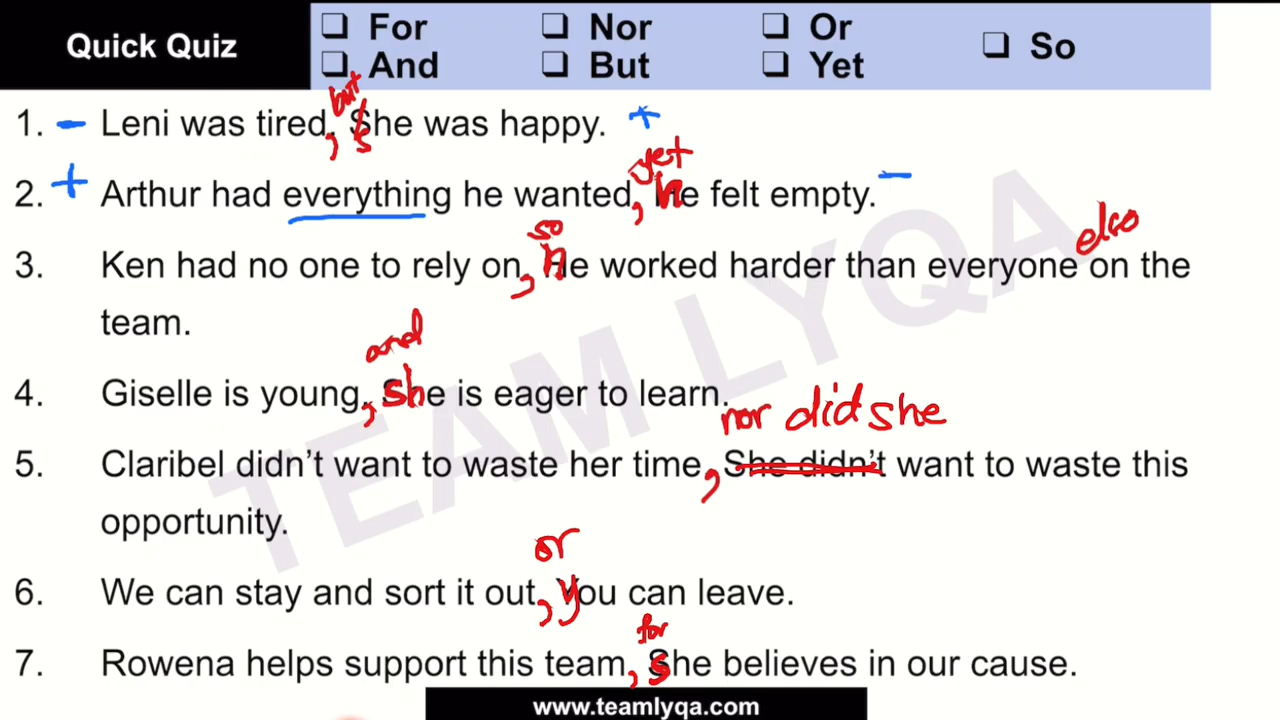 Quick Quiz
❑ For ❑ Nor ❑ Or ❑ So
❑ And ❑ But ❑ Yet
but
1. – Leni was tired, she was happy. +
yet
2. + Arthur had everything he wanted, he felt empty. –
so else
3. Ken had no one to rely on, he worked harder than everyone on the
team.
and
4. Giselle is young, she is eager to learn.
nor did she
5. Claribel didn't want to waste her time, She didn't want to waste this
opportunity.
or
6. We can stay and sort it out, you can leave.
for
7. Rowena helps support this team, she believes in our cause.
www.teamlyqa.com
TEAM LYQA